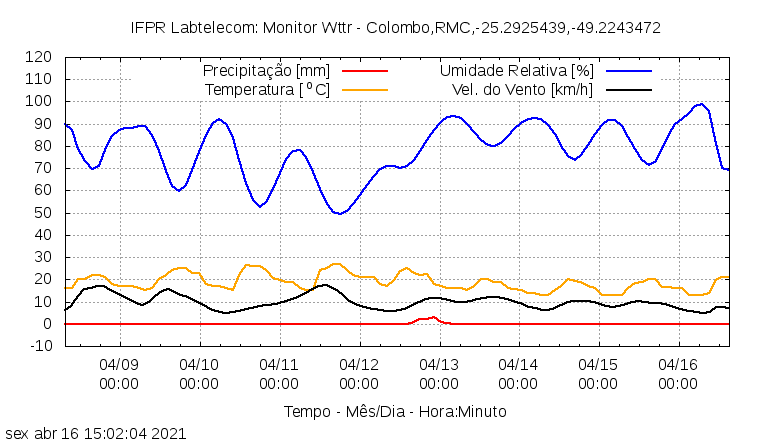 IFPR Labtelecom: Monitor Wttr - Colombo,RMC,-25.2925439,-49.2243472
Precipitação [mm]
Temperatura [⁰C]
Umidade Relativa [%]
Vel. do Vento [km/h]
120
110
100
90
80
70
60
50
40
30
20
10
0
-10
04/09 04/10 04/11 04/12 04/13 04/14 04/15 04/16
00:00 00:00 00:00 00:00 00:00 00:00 00:00 00:00
Tempo - Mês/Dia - Hora:Minuto
sex abr 16 15:02:04 2021